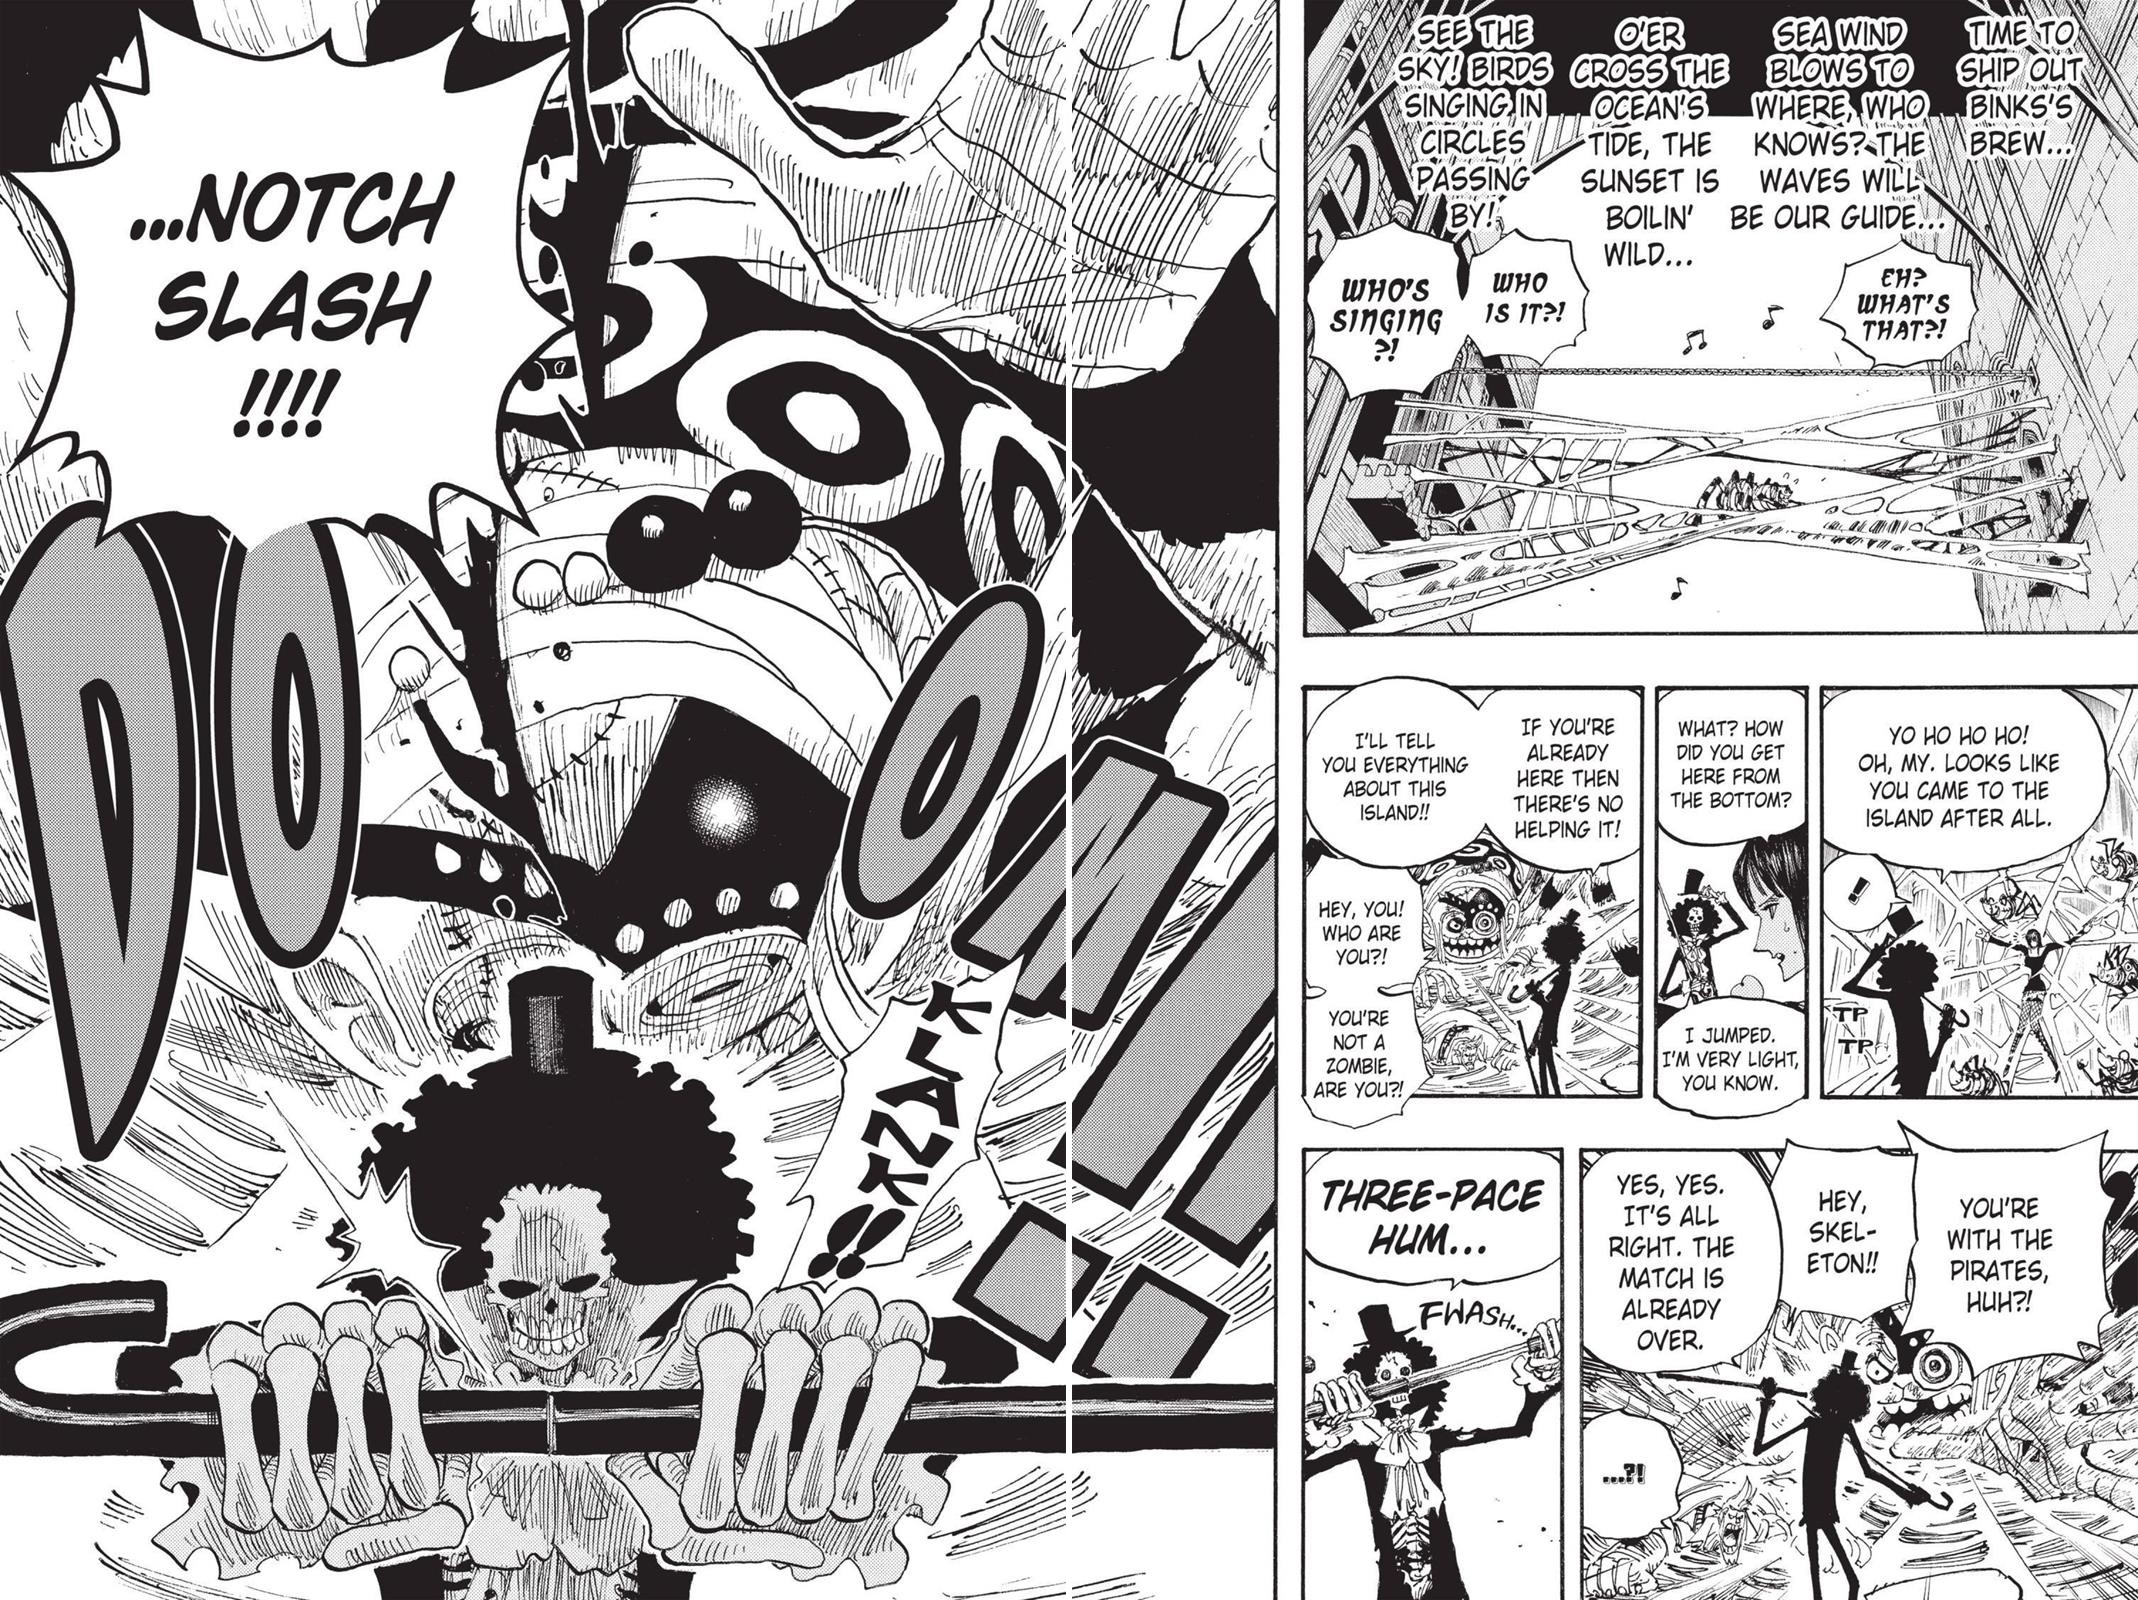 TIME TO
SHIP OUT
BINKS'S
BREW...
SEA WIND
BLOWS TO
WHERE, WHO
KNOWS? THE
WAVES WILL
BE OUR GUIDE...
O'ER
CROSS THE
OCEAN'S
TIDE, THE
SUNSET IS
BOILIN'
WILD...
SEE THE
SKY! BIRDS
SINGING IN
CIRCLES
PASSING
BY!
EH?
WHAT'S
THAT?!
WHO
IS IT?!
WHO'S
SINGING
?!
YO HO HO HO!
OH, MY. LOOKS LIKE
YOU CAME TO THE
ISLAND AFTER ALL.
!
TP
TP
WHAT? HOW
DID YOU GET
HERE FROM
THE BOTTOM?
I JUMPED.
I'M VERY LIGHT,
YOU KNOW.
IF YOU'RE
ALREADY
HERE THEN
THERE'S NO
HELPING IT!
I'LL TELL
YOU EVERYTHING
ABOUT THIS
ISLAND!!
HEY, YOU!
WHO ARE
YOU?!
YOU'RE
NOT A
ZOMBIE,
ARE YOU?!
YOU'RE
WITH THE
PIRATES,
HUH?!
HEY,
SKEL-
ETON!!
YES, YES.
IT'S ALL
RIGHT. THE
MATCH IS
ALREADY
OVER.
...?!
THREE-PACE
HUM...
FWASH...
...NOTCH
SLASH
!!!!
DOOM!!
KLANK!!